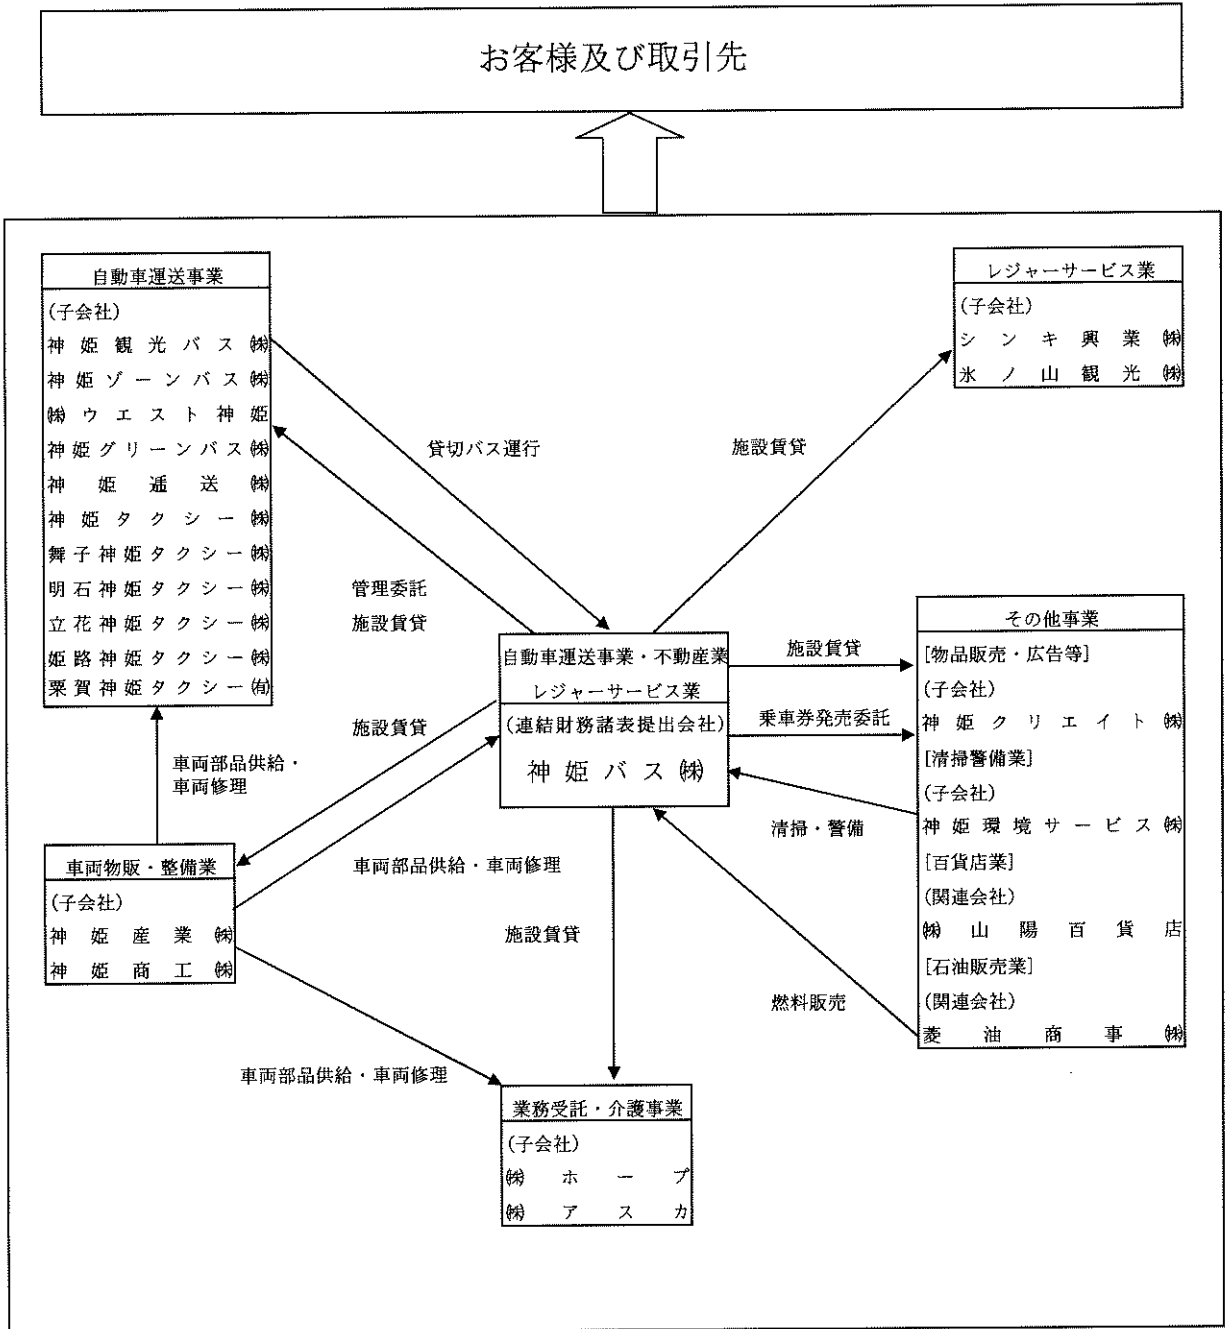 お客様及び取引先
自動車運送事業
(子会社)
神姫観光バス㈱
神姫ゾーンバス㈱
㈱ウエスト神姫
神姫グリーンバス㈱
神姫逓送㈱
神姫タクシー㈱
舞子神姫タクシー㈱
明石神姫タクシー㈱
立花神姫タクシー㈱
姫路神姫タクシー㈱
粟賀神姫タクシー㈲
レジャーサービス業
(子会社)
シンキ興業㈱
氷ノ山観光㈱
貸切バス運行
施設賃貸
管理委託
施設賃貸
自動車運送事業・不動産業
レジャーサービス業
(連結財務諸表提出会社)
神姫バス㈱
施設賃貸
乗車券発売委託
清掃・警備
燃料販売
その他事業
[物品販売・広告等]
(子会社)
神姫クリエイト㈱
[清掃警備業]
(子会社)
神姫環境サービス㈱
[百貨店業]
(関連会社)
㈱山陽百貨店
[石油販売業]
(関連会社)
菱油商事㈱
施設賃貸
車両部品供給・
車両修理
車両部品供給・車両修理
車両物販・整備業
(子会社)
神姫産業㈱
神姫商工㈱
施設賃貸
車両部品供給・車両修理
業務受託・介護事業
(子会社)
㈱ホープ
㈱アスカ